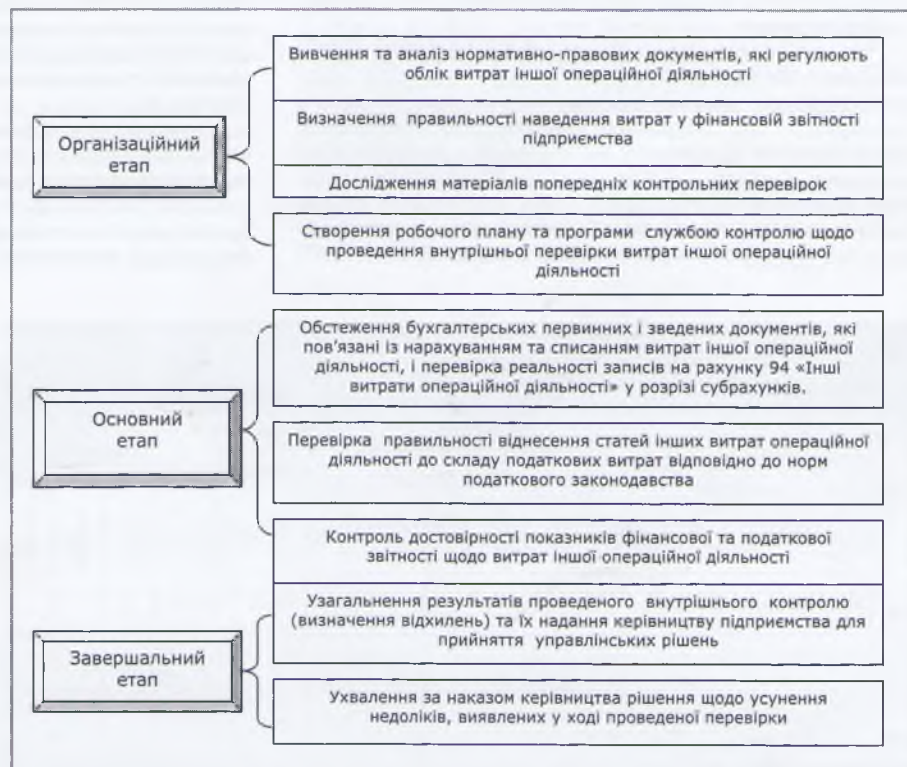 Організаційний
етап
Вивчення та аналіз нормативно-правових документів, які регулюють
облік витрат іншої операційної діяльності
Визначення правильності наведення витрат у фінансовій звітності
підприємства
Дослідження матеріалів попередніх контрольних перевірок
Створення робочого плану та програми службою контролю щодо
проведення внутрішньої перевірки витрат іншої операційної
діяльності
Основний
етап
Обстеження бухгалтерських первинних і зведених документів, які
пов’язані із нарахуванням та списанням витрат іншої операційної
діяльності, і перевірка реальності записів на рахунку 94 «Інші
витрати операційної діяльності» у розрізі субрахунків.
Перевірка правильності віднесення статей інших витрат операційної
діяльності до складу податкових витрат відповідно до норм
податкового законодавства
Контроль достовірності показників фінансової та податкової
звітності щодо витрат іншої операційної діяльності
Завершальний
етап
Узагальнення результатів проведеного внутрішнього контролю
(визначення відхилень) та їх надання керівництву підприємства для
прийняття управлінських рішень
Ухвалення за наказом керівництва рішення щодо усунення
недоліків, виявлених у ході проведеної перевірки